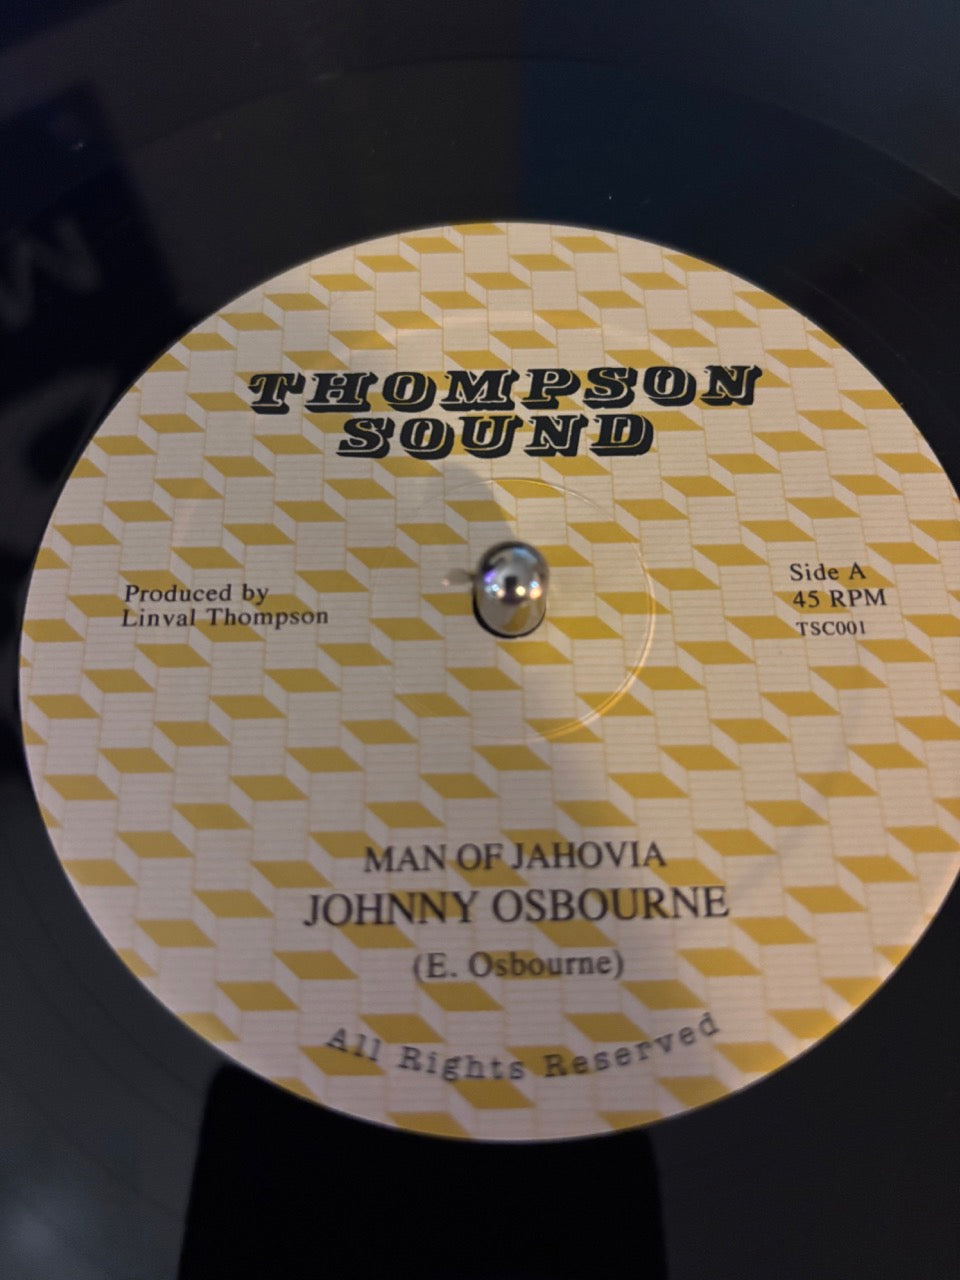 THOMPSON
SOUND
Produced by
Linval Thompson
Side A
45 RPM
TSC001
MAN OF JAHOVIA
JOHNNY OSBOURNE
(E. Osbourne)
All Rights Reserved